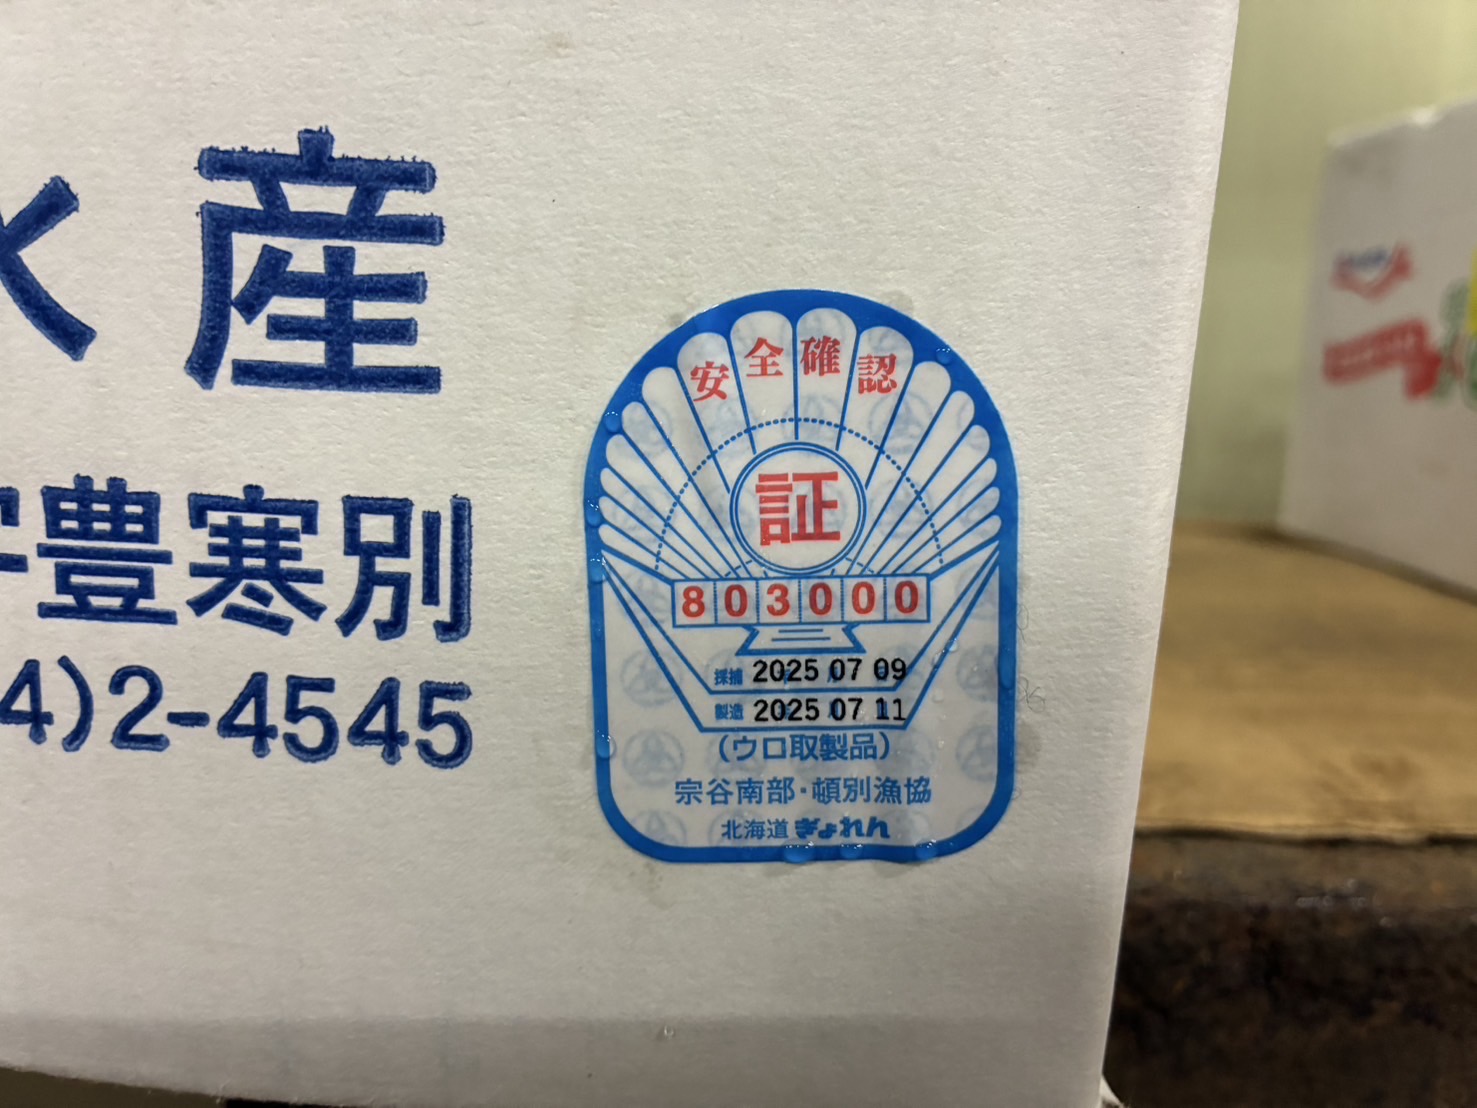 水産
字豊寒別
4)2-4545
安全確認
証
803000
採捕 2025 07 09
製造 2025 07 11
(ウロ取製品)
宗谷南部・頓別漁協
北海道 ぎょれん